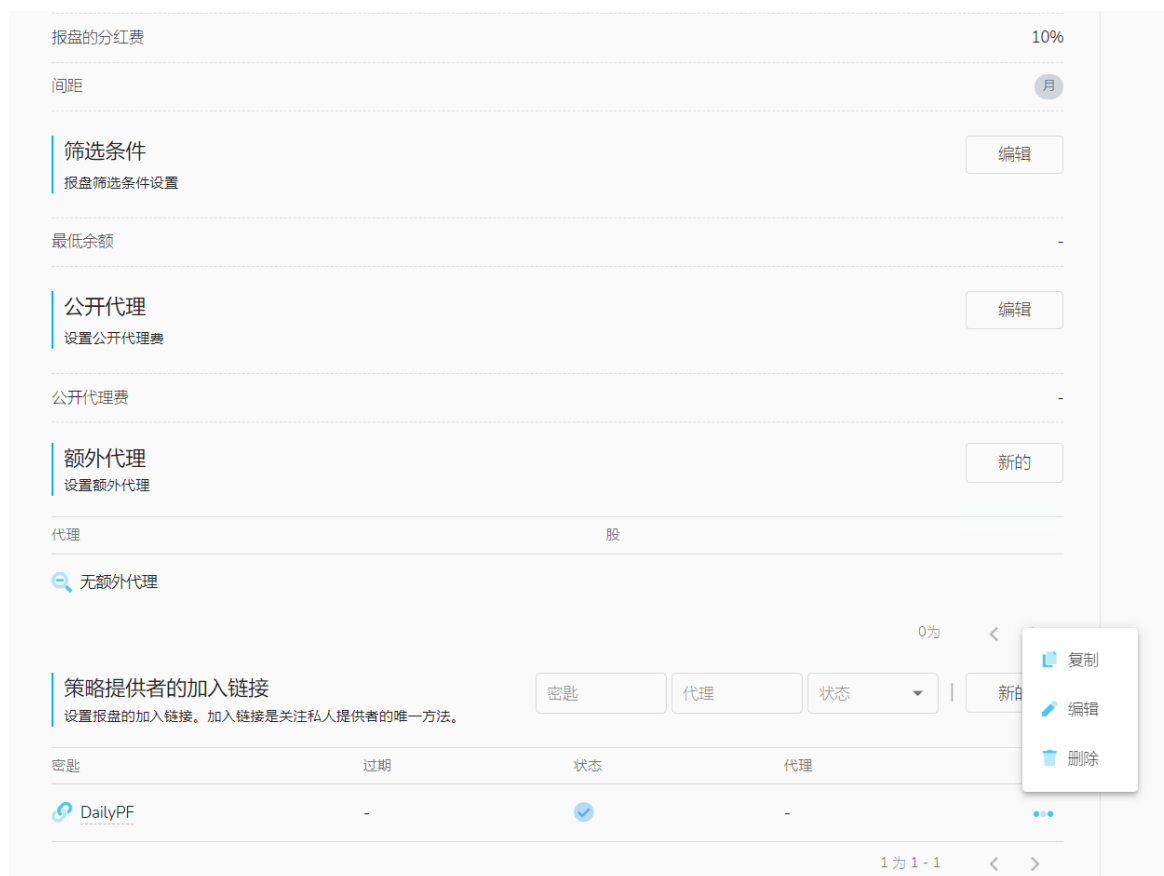 报盘的分红费 10%
间距 月
筛选条件 编辑
报盘筛选条件设置
最低余额 -
公开代理 编辑
设置公开代理费
公开代理费 -
额外代理 新的
设置额外代理
代理 股
无额外代理
0为
复制
策略提供者的加入链接 密匙 代理 状态 | 新的
设置报盘的加入链接。加入链接是关注私人提供者的唯一方法。
编辑
密匙 过期 状态 代理
删除
DailyPF - -
1 为 1 - 1